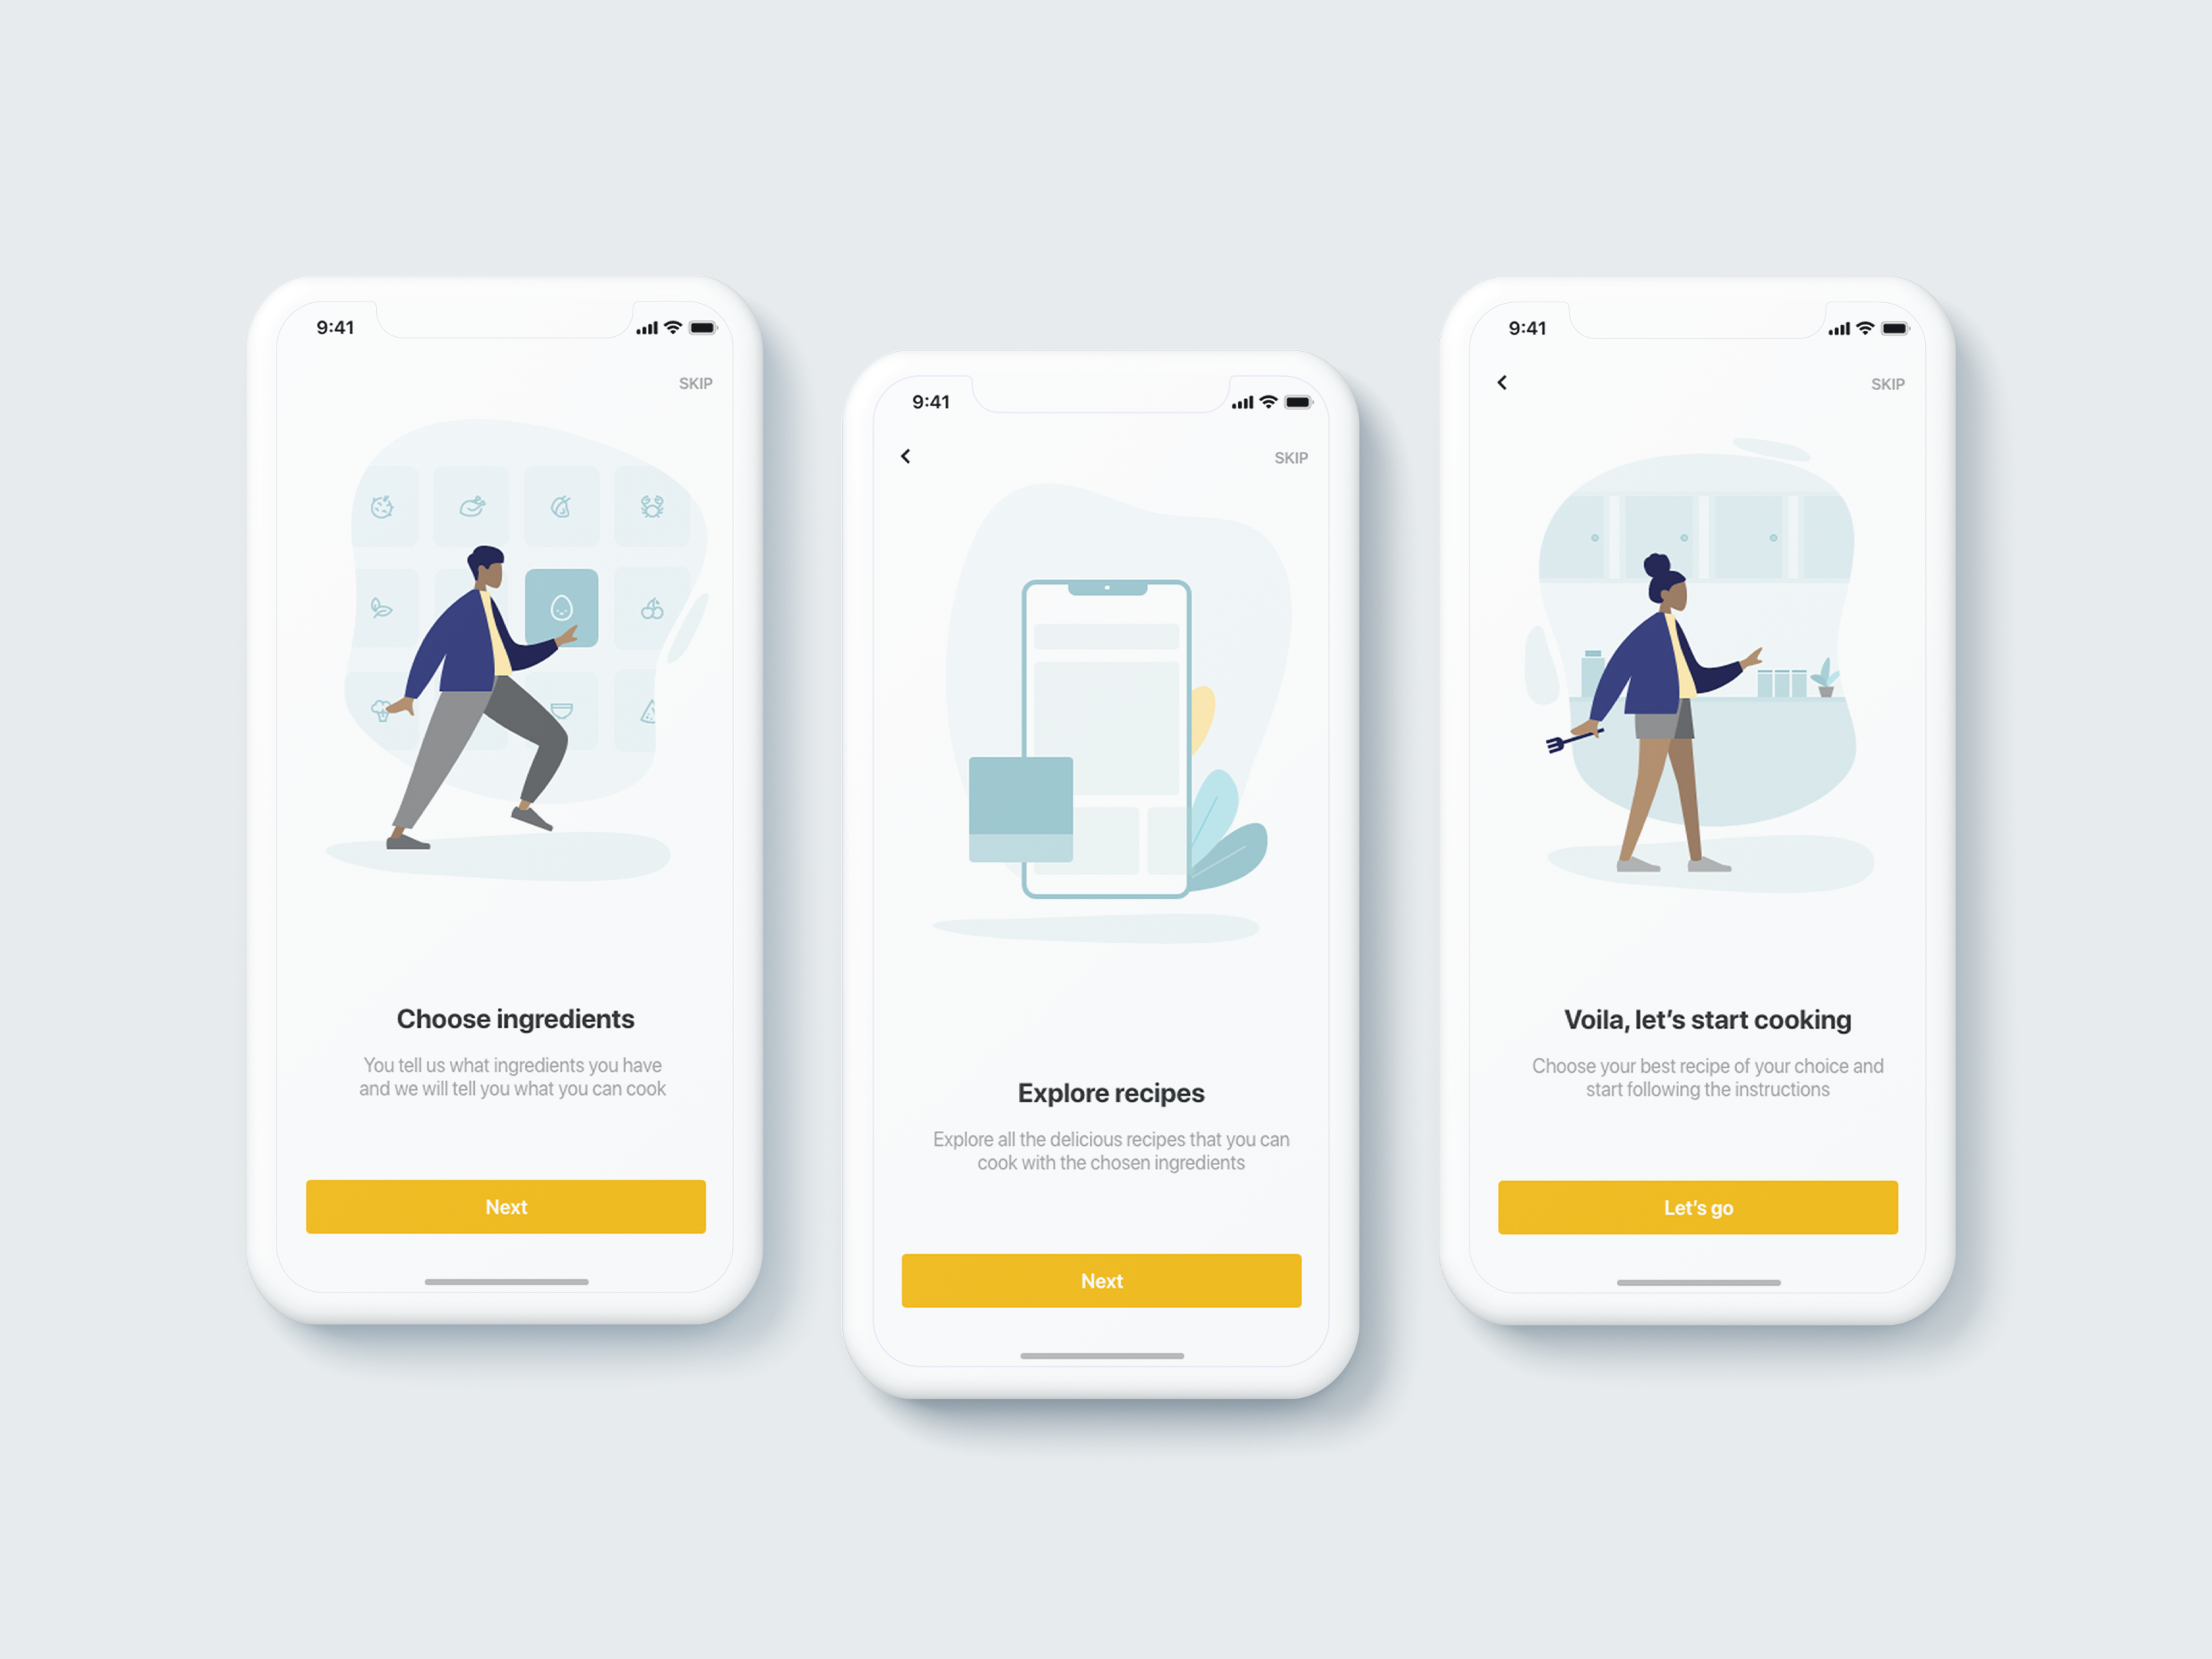 9:41
SKIP
Choose ingredients
You tell us what ingredients you have
and we will tell you what you can cook
Next
9:41
SKIP
Explore recipes
Explore all the delicious recipes that you can
cook with the chosen ingredients
Next
9:41
SKIP
Voila, let’s start cooking
Choose your best recipe of your choice and
start following the instructions
Let’s go